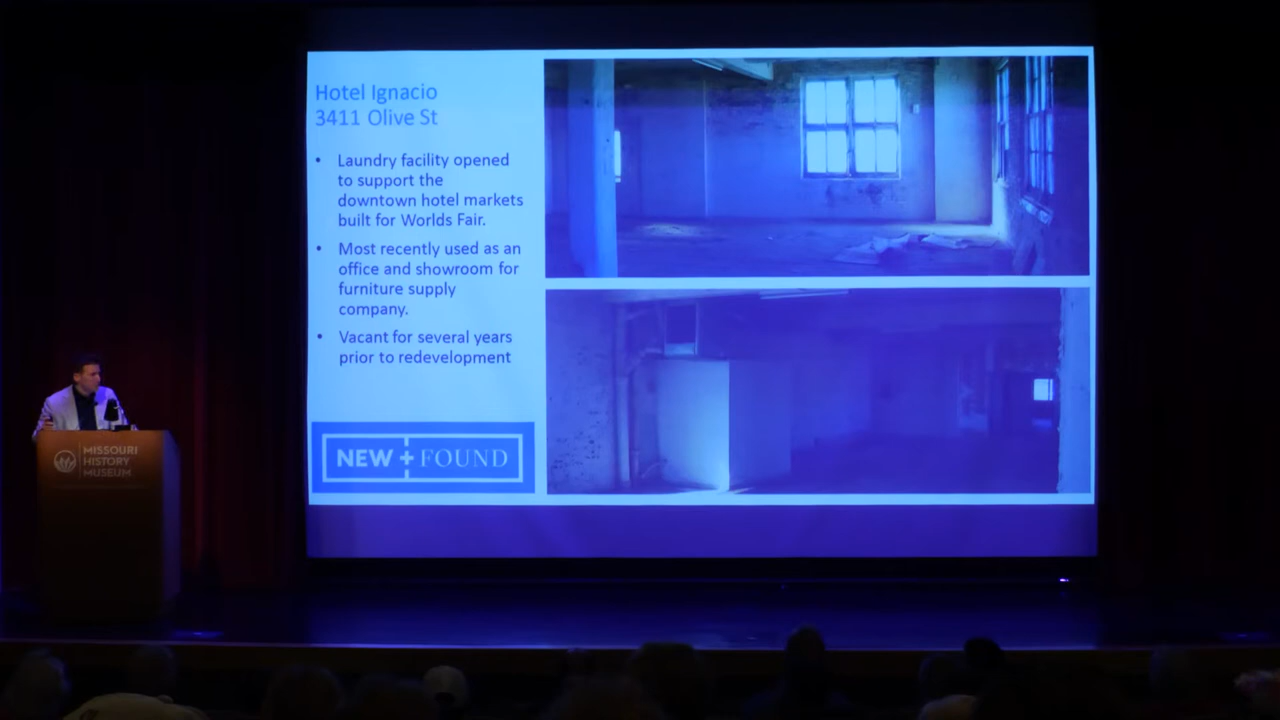 Hotel Ignacio
3411 Olive St
• Laundry facility opened
to support the
downtown hotel markets
built for Worlds Fair.
• Most recently used as an
office and showroom for
furniture supply
company.
• Vacant for several years
prior to redevelopment
NEW + FOUND
MISSOURI
HISTORY
MUSEUM